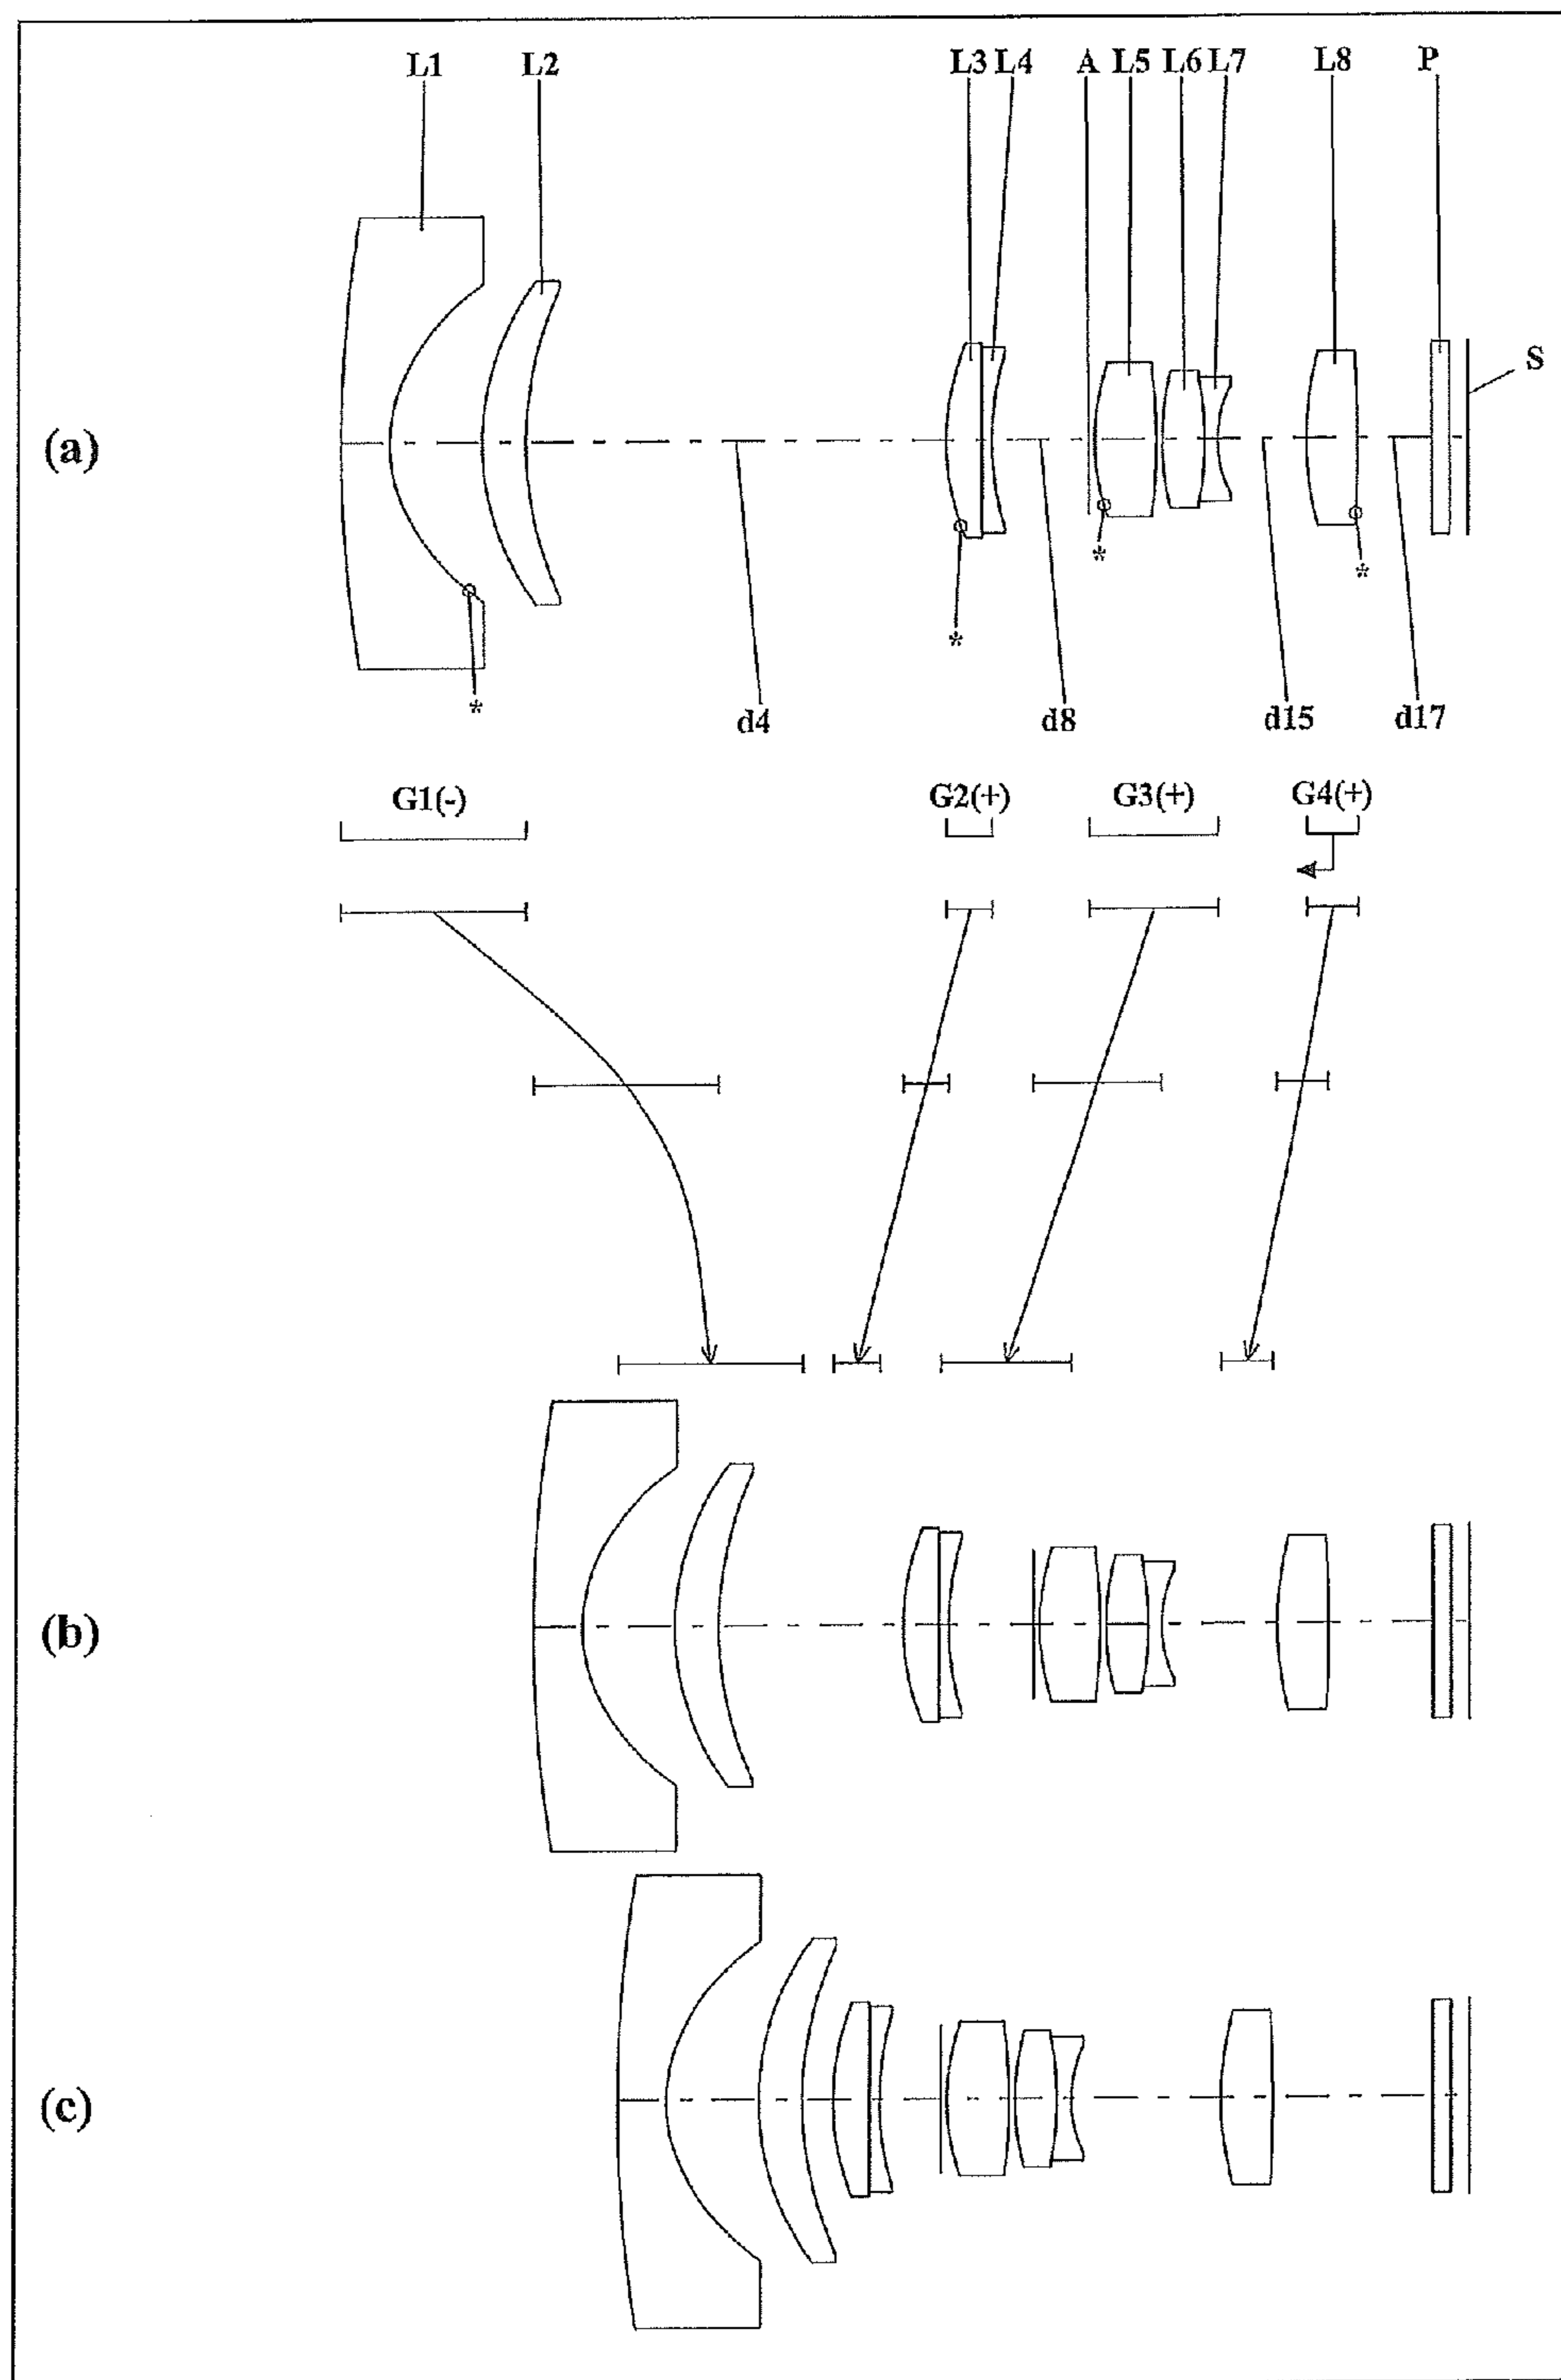 L1 L2 L3 L4 A L5 L6 L7 L8 P
S
(a)
*
*
*
*
d4 d8 d15 d17
G1(-) G2(+) G3(+) G4(+)
(b)
(c)